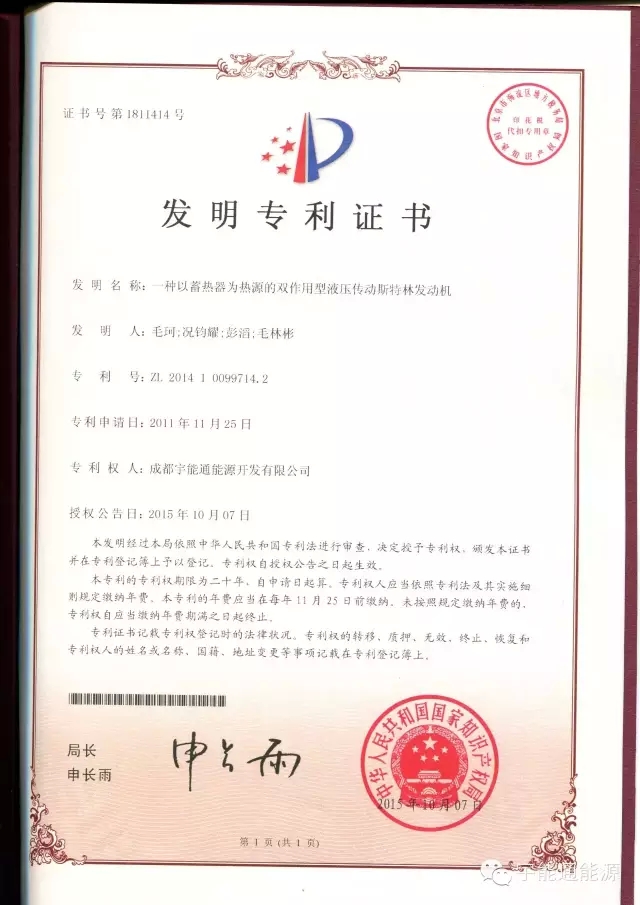 证书号第1811414号
北京市海淀区地方税务局
印花税
代扣专用章
国家知识产权局
发明专利证书
发明名称：一种以蓄热器为热源的双作用型液压传动斯特林发动机
发明人：毛珂;况钧耀;彭滔;毛林彬
专利号：ZL 2014 1 0099714.2
专利申请日：2011年11月25日
专利权人：成都宇能通能源开发有限公司
授权公告日：2015年10月07日
本发明经过本局依照中华人民共和国专利法进行审查，决定授予专利权，颁发本证书
并在专利登记簿上予以登记。专利权自授权公告之日起生效。
本专利的专利权期限为二十年，自申请日起算。专利权人应当依照专利法及其实施细
则规定缴纳年费。本专利的年费应当在每年11月25日前缴纳。未按照规定缴纳年费的，
专利权自应当缴纳年费期满之日起终止。
专利证书记载专利权登记时的法律状况。专利权的转移、质押、无效、终止、恢复和
专利权人的姓名或名称、国籍、地址变更等事项记载在专利登记簿上。
局长
申长雨
申长雨
中华人民共和国国家知识产权局
2015年10月07日
第1页(共1页)
宇能通能源